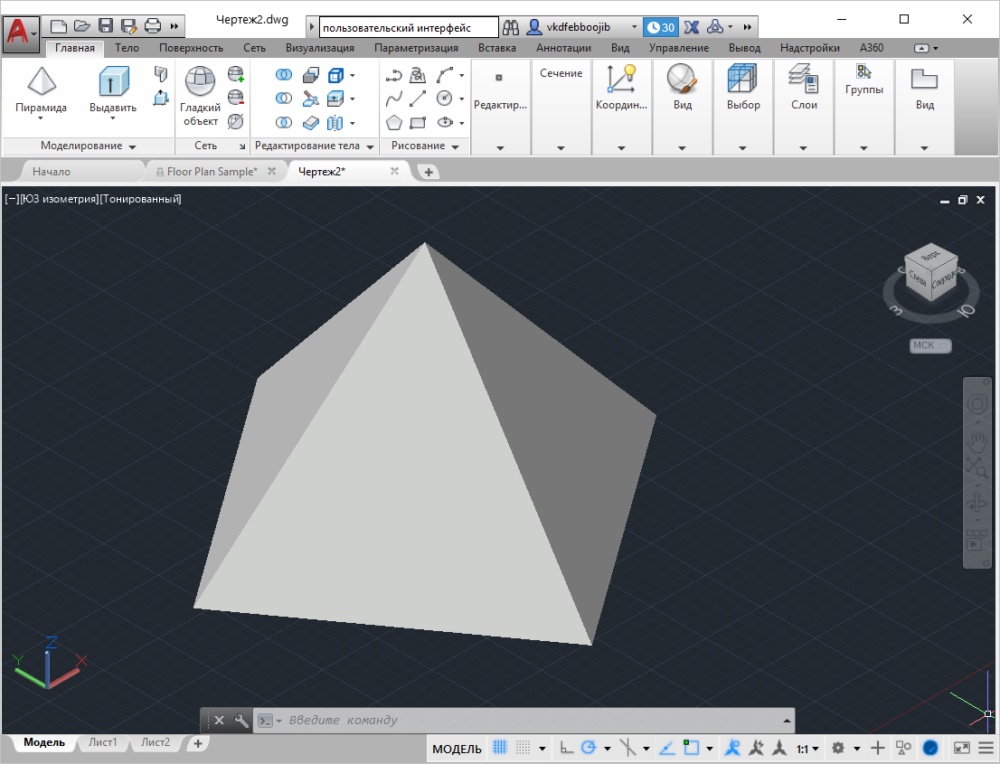 Чертеж2.dwg
пользовательский интерфейс
vkdfebboojib
30
Главная Тело Поверхность Сеть Визуализация Параметризация Вставка Аннотации Вид Управление Вывод Надстройки A360
Пирамида
Выдавить
Гладкий
объект
Редактир...
Сечение
Координ...
Вид
Выбор
Слои
Группы
Вид
Моделирование
Сеть
Редактирование тела
Рисование
Начало
Floor Plan Sample*
Чертеж2*
[−][ЮЗ изометрия][Тонированный]
Верх
Слева
Спереди
С
В
З
Ю
МСК
Z
Y
X
Введите команду
Модель
Лист1
Лист2
МОДЕЛЬ
1:1